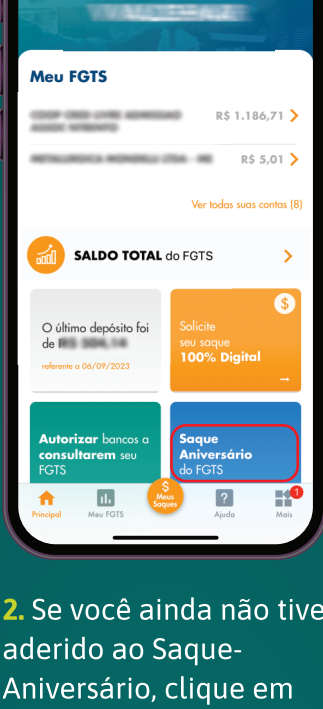 Meu FGTS
R$ 1.186,71
R$ 5,01
Ver todas suas contas (8)
SALDO TOTAL do FGTS
O último depósito foi
de
referente a 06/09/2023
$
Solicite
seu saque
100% Digital
Autorizar bancos a
consultarem seu
FGTS
Saque
Aniversário
do FGTS
Principal
Meu FGTS
$
Meus
Saques
?
Ajuda
1
Mais
2. Se você ainda não tive
aderido ao Saque-
Aniversário, clique em